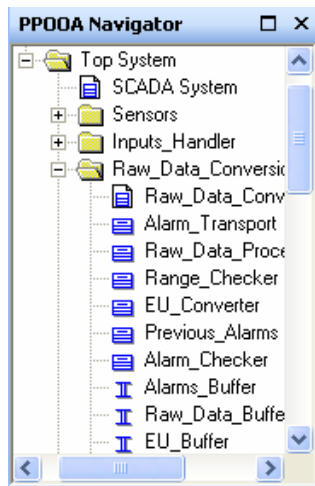 PPOOA Navigator
Top System
SCADA System
Sensors
Inputs_Handler
Raw_Data_Conversic
Raw_Data_Conv
Alarm_Transport
Raw_Data_Proce
Range_Checker
EU_Converter
Previous_Alarms
Alarm_Checker
Alarms_Buffer
Raw_Data_Buffe
EU_Buffer